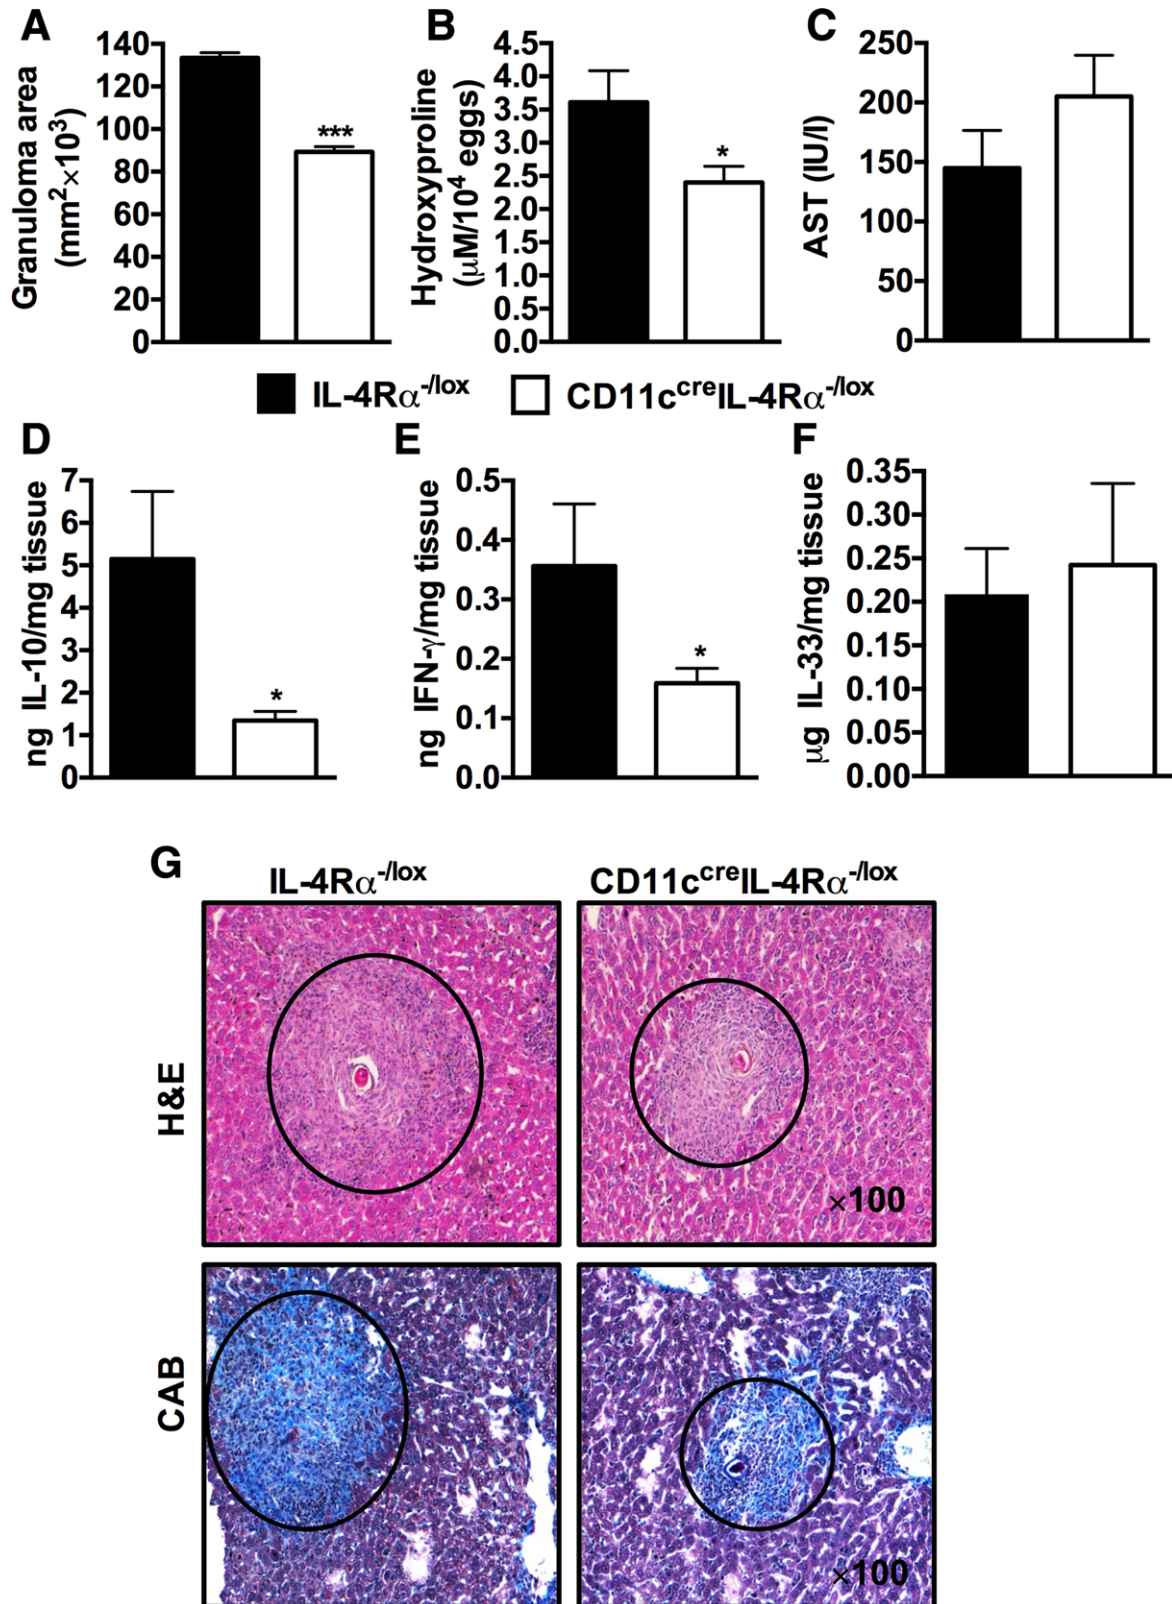 A
Granuloma area
(mm²×10³)
140
120
100
80
60
40
20
0
***
B
Hydroxyproline
(μM/10⁴ eggs)
4.5
4.0
3.5
3.0
2.5
2.0
1.5
1.0
0.5
0.0
*
C
AST (IU/l)
250
200
150
100
50
0
IL-4Rα⁻/ˡᵒˣ
CD11cᶜʳᵉIL-4Rα⁻/ˡᵒˣ
D
ng IL-10/mg tissue
7
6
5
4
3
2
1
0
*
E
ng IFN-γ/mg tissue
0.5
0.4
0.3
0.2
0.1
0.0
*
F
μg IL-33/mg tissue
0.35
0.30
0.25
0.20
0.15
0.10
0.05
0.00
G
IL-4Rα⁻/ˡᵒˣ
CD11cᶜʳᵉIL-4Rα⁻/ˡᵒˣ
H&E
×100
CAB
×100